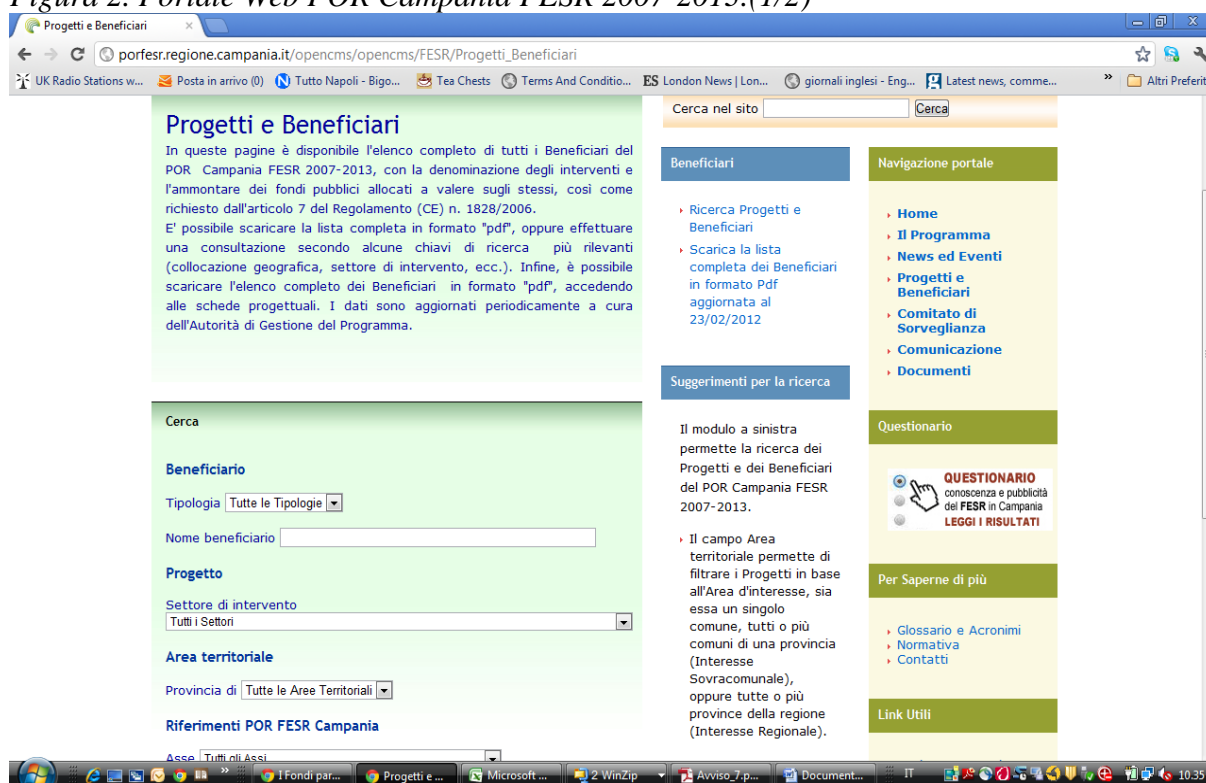 Figura 2. Portale Web POR Campania FESR 2007-2013.(1/2)
Progetti e Beneficiari
porfesr.regione.campania.it/opencms/opencms/FESR/Progetti_Beneficiari
UK Radio Stations w...
Posta in arrivo (0)
Tutto Napoli - Bigo...
Tea Chests
Terms And Conditio...
ES London News | Lon...
giornali inglesi - Eng...
Latest news, comme...
»
Altri Preferit
Progetti e Beneficiari
In queste pagine è disponibile l'elenco completo di tutti i Beneficiari del
POR Campania FESR 2007-2013, con la denominazione degli interventi e
l'ammontare dei fondi pubblici allocati a valere sugli stessi, così come
richiesto dall'articolo 7 del Regolamento (CE) n. 1828/2006.
E' possibile scaricare la lista completa in formato "pdf", oppure effettuare
una consultazione secondo alcune chiavi di ricerca più rilevanti
(collocazione geografica, settore di intervento, ecc.). Infine, è possibile
scaricare l'elenco completo dei Beneficiari in formato "pdf", accedendo
alle schede progettuali. I dati sono aggiornati periodicamente a cura
dell'Autorità di Gestione del Programma.
Cerca
Beneficiario
Tipologia Tutte le Tipologie
Nome beneficiario
Progetto
Settore di intervento
Tutti i Settori
Area territoriale
Provincia di Tutte le Aree Territoriali
Riferimenti POR FESR Campania
Asse Tutti gli Assi
Cerca nel sito
Cerca
Beneficiari
Ricerca Progetti e
Beneficiari
Scarica la lista
completa dei Beneficiari
in formato Pdf
aggiornata al
23/02/2012
Suggerimenti per la ricerca
Il modulo a sinistra
permette la ricerca dei
Progetti e dei Beneficiari
del POR Campania FESR
2007-2013.
Il campo Area
territoriale permette di
filtrare i Progetti in base
all'Area d'interesse, sia
essa un singolo
comune, tutti o più
comuni di una provincia
(Interesse
Sovracomunale),
oppure tutte o più
province della regione
(Interesse Regionale).
Navigazione portale
Home
Il Programma
News ed Eventi
Progetti e
Beneficiari
Comitato di
Sorveglianza
Comunicazione
Documenti
Questionario
QUESTIONARIO
conoscenza e pubblicità
del FESR in Campania
LEGGI I RISULTATI
Per Saperne di più
Glossario e Acronimi
Normativa
Contatti
Link Utili
»
I Fondi par...
Progetti e ...
Microsoft ...
2 WinZip
Avviso_7.p...
Document...
IT
10.35